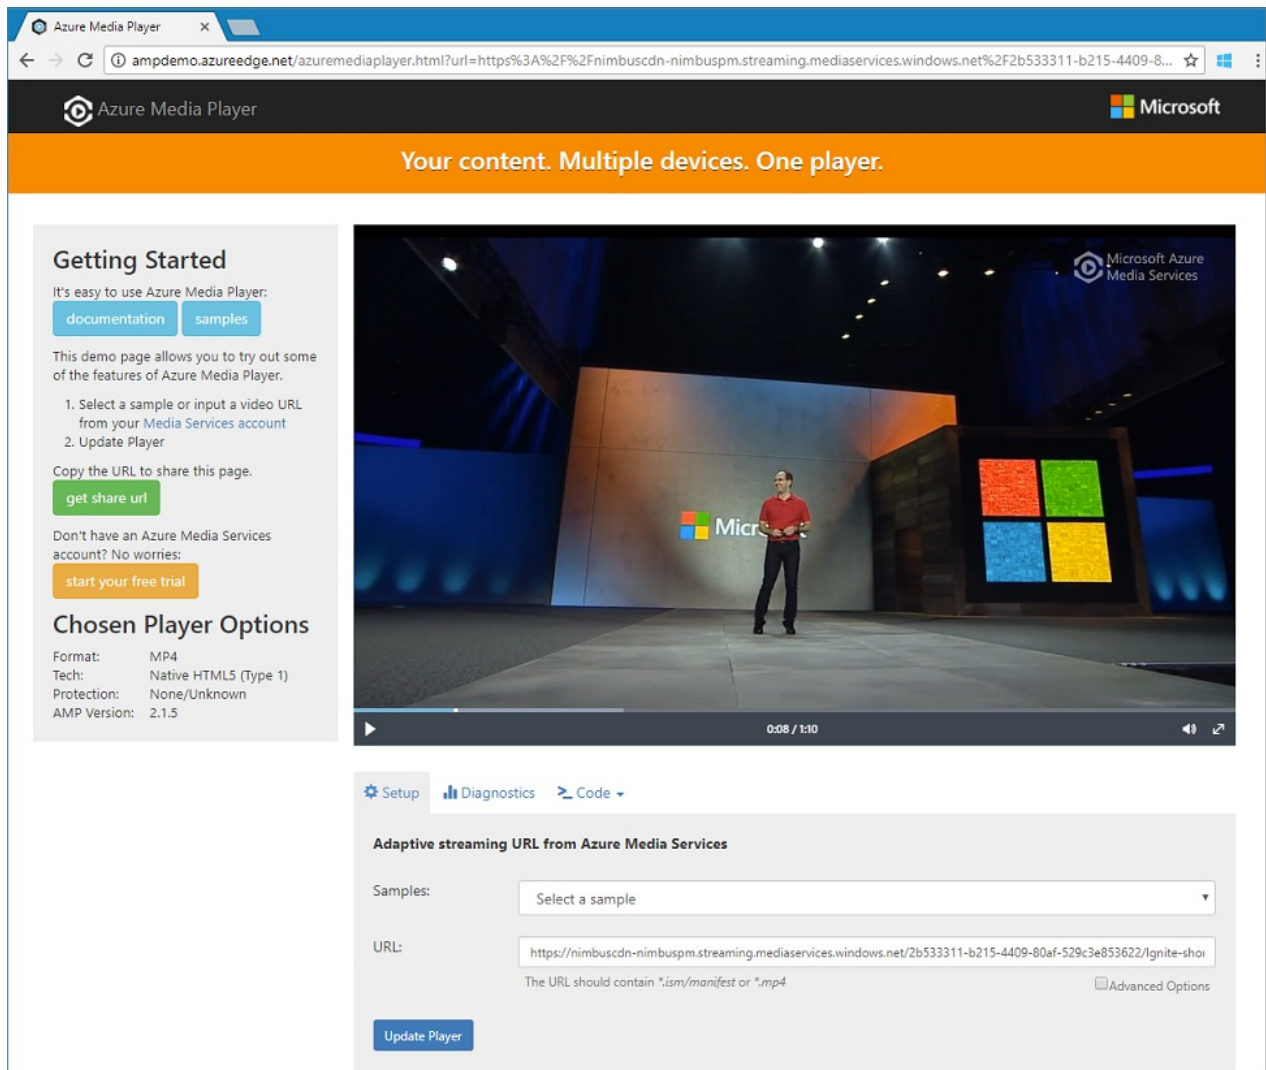 Azure Media Player
ampdemo.azureedge.net/azuremediaplayer.html?url=https%3A%2F%2Fnimbuscdn-nimbuspm.streaming.mediaservices.windows.net%2F2b533311-b215-4409-8...
Azure Media Player
Microsoft
Your content. Multiple devices. One player.
Getting Started
It's easy to use Azure Media Player:
documentation samples
This demo page allows you to try out some
of the features of Azure Media Player.
1. Select a sample or input a video URL
from your Media Services account
2. Update Player
Copy the URL to share this page.
get share url
Don't have an Azure Media Services
account? No worries:
start your free trial
Chosen Player Options
Format: MP4
Tech: Native HTML5 (Type 1)
Protection: None/Unknown
AMP Version: 2.1.5
Microsoft Azure
Media Services
0:08 / 1:10
Setup Diagnostics Code
Adaptive streaming URL from Azure Media Services
Samples: Select a sample
URL: https://nimbuscdn-nimbuspm.streaming.mediaservices.windows.net/2b533311-b215-4409-80af-529c3e853622/Ignite-shor
The URL should contain *.ism/manifest or *.mp4
Advanced Options
Update Player